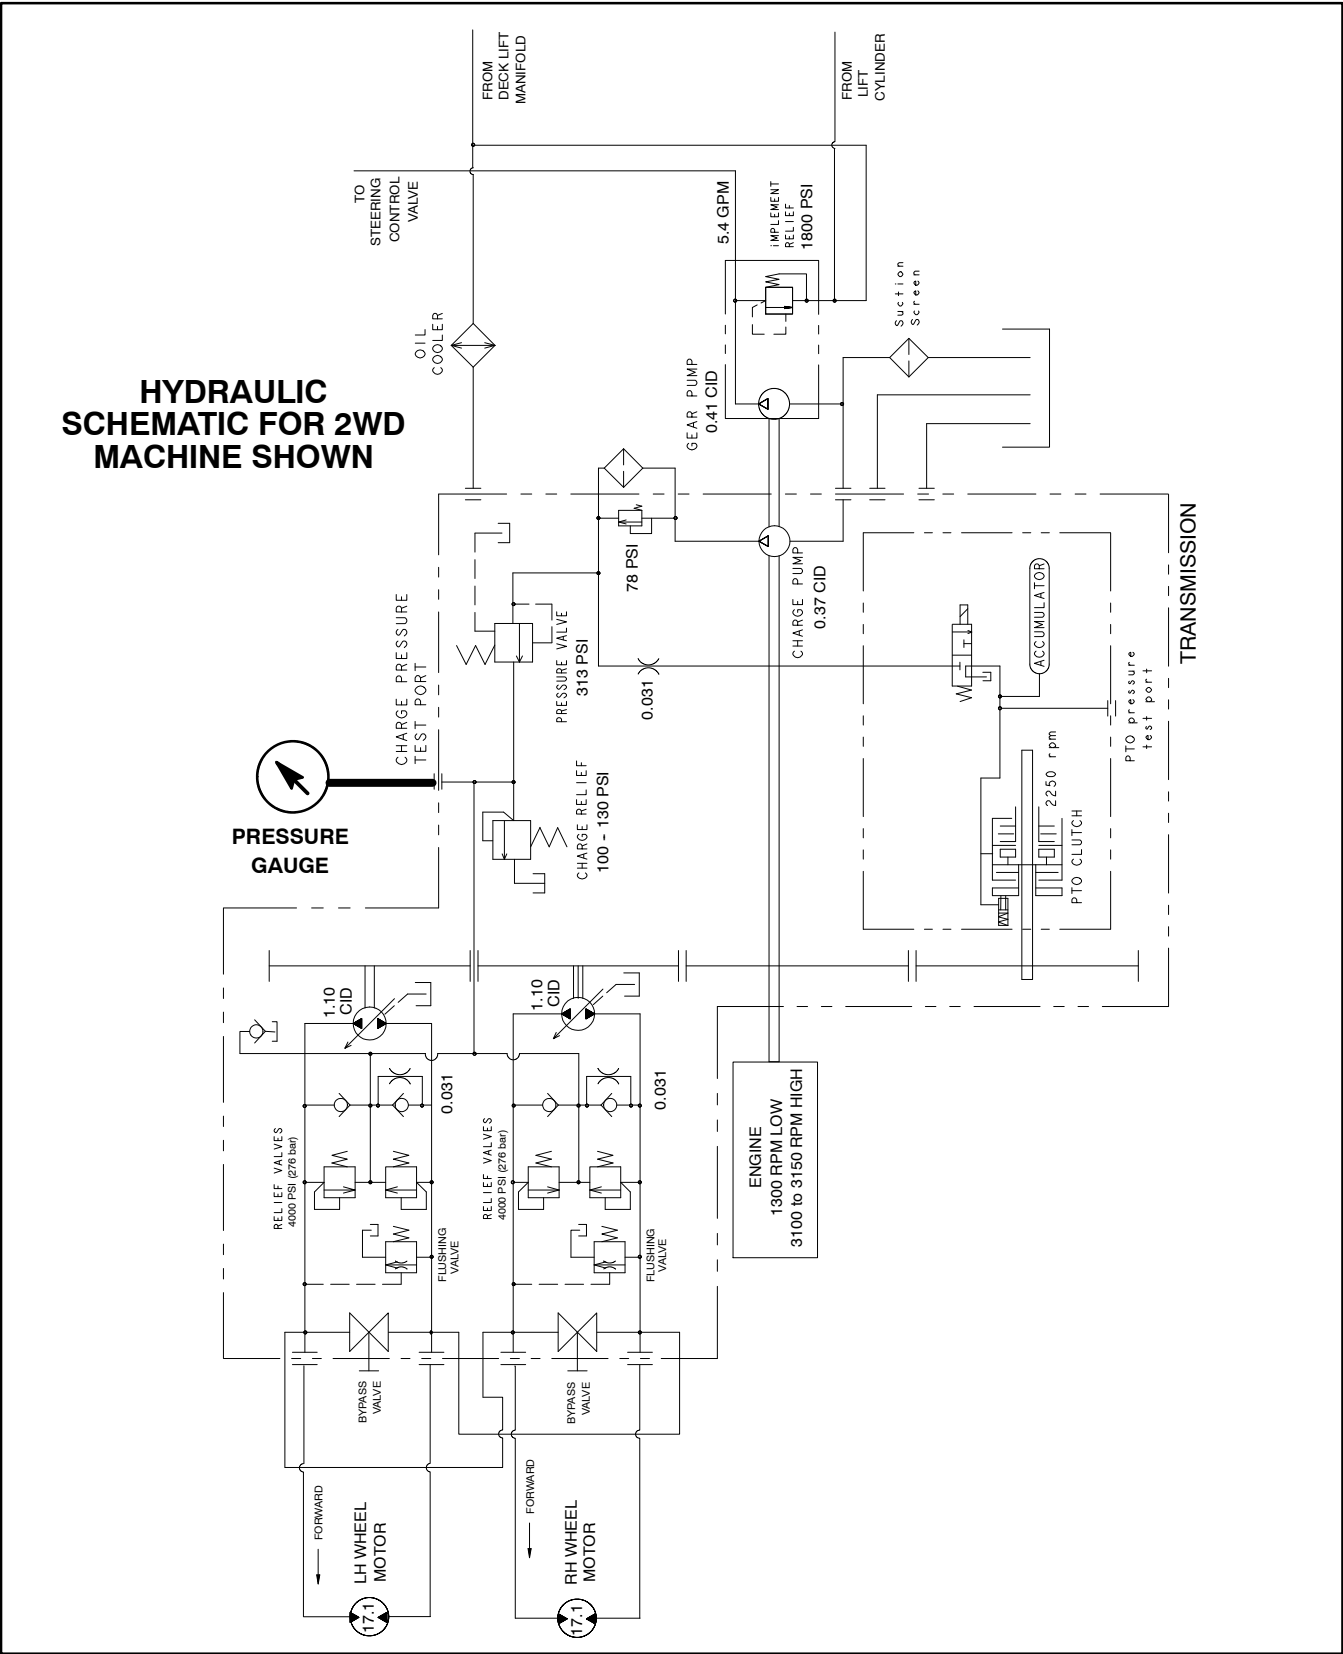 HYDRAULIC
SCHEMATIC FOR 2WD
MACHINE SHOWN
FROM
DECK LIFT
MANIFOLD
FROM
LIFT
CYLINDER
TO
STEERING
CONTROL
VALVE
5.4 GPM
iMPLEMENT
RELIEF
1800 PSI
OIL
COOLER
Suction
Screen
GEAR PUMP
0.41 CID
78 PSI
CHARGE PUMP
0.37 CID
TRANSMISSION
CHARGE PRESSURE
TEST PORT
PRESSURE VALVE
313 PSI
0.031
ACCUMULATOR
PTO pressure
test port
PRESSURE
GAUGE
CHARGE RELIEF
100 - 130 PSI
2250 rpm
PTO CLUTCH
1.10
CID
1.10
CID
0.031
0.031
RELIEF VALVES
4000 PSI (276 bar)
RELIEF VALVES
4000 PSI (276 bar)
ENGINE
1300 RPM LOW
3100 to 3150 RPM HIGH
FLUSHING
VALVE
FLUSHING
VALVE
BYPASS
VALVE
BYPASS
VALVE
FORWARD
LH WHEEL
MOTOR
17.1
FORWARD
RH WHEEL
MOTOR
17.1